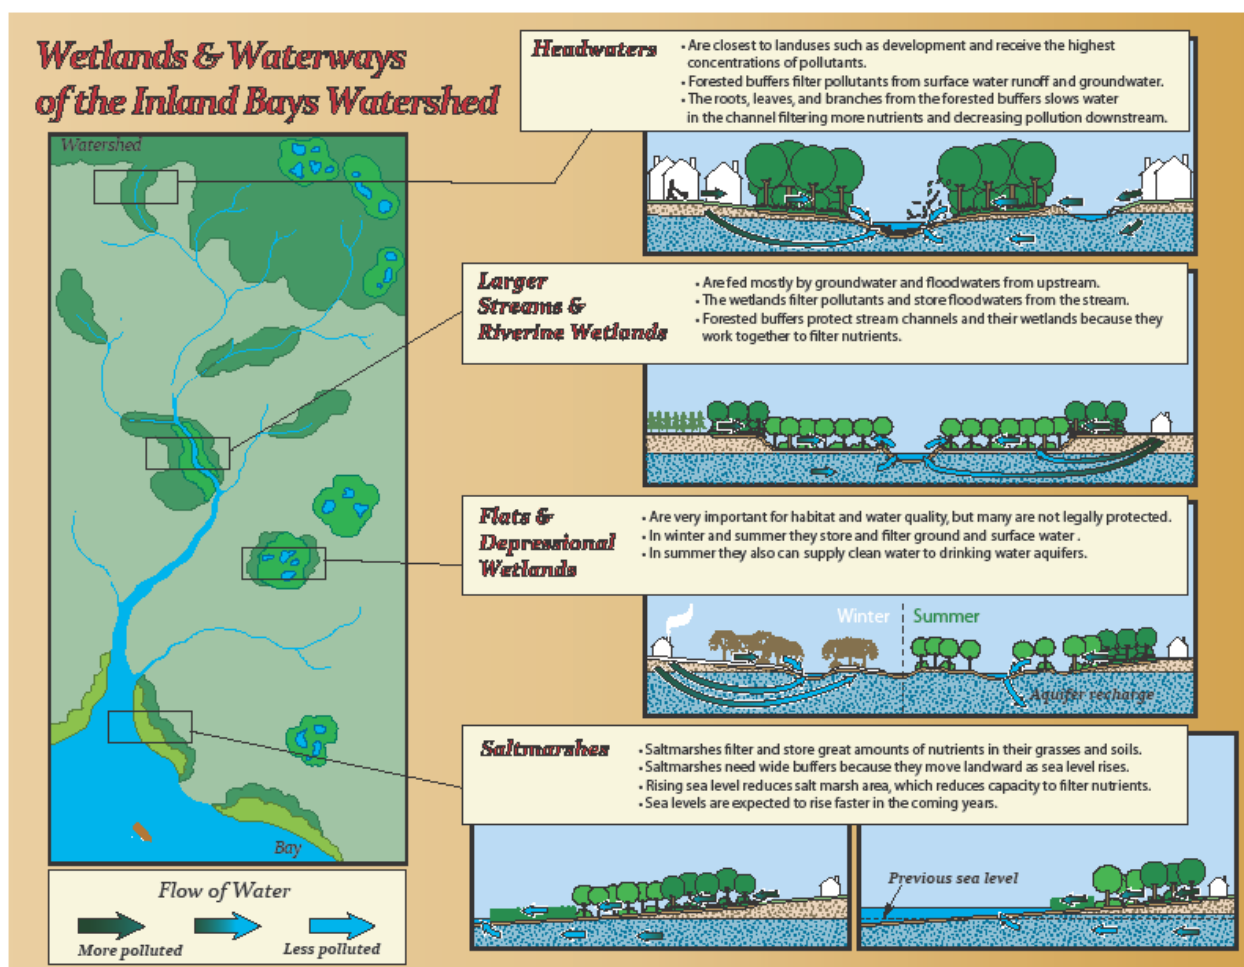 Wetlands & Waterways
of the Inland Bays Watershed
Watershed
Bay
Flow of Water
More polluted
Less polluted
Headwaters
• Are closest to landuses such as development and receive the highest
concentrations of pollutants.
• Forested buffers filter pollutants from surface water runoff and groundwater.
• The roots, leaves, and branches from the forested buffers slows water
in the channel filtering more nutrients and decreasing pollution downstream.
Larger
Streams &
Riverine Wetlands
• Are fed mostly by groundwater and floodwaters from upstream.
• The wetlands filter pollutants and store floodwaters from the stream.
• Forested buffers protect stream channels and their wetlands because they
work together to filter nutrients.
Flats &
Depressional
Wetlands
• Are very important for habitat and water quality, but many are not legally protected.
• In winter and summer they store and filter ground and surface water .
• In summer they also can supply clean water to drinking water aquifers.
Winter
Summer
Aquifer recharge
Saltmarshes
• Saltmarshes filter and store great amounts of nutrients in their grasses and soils.
• Saltmarshes need wide buffers because they move landward as sea level rises.
• Rising sea level reduces salt marsh area, which reduces capacity to filter nutrients.
• Sea levels are expected to rise faster in the coming years.
Previous sea level